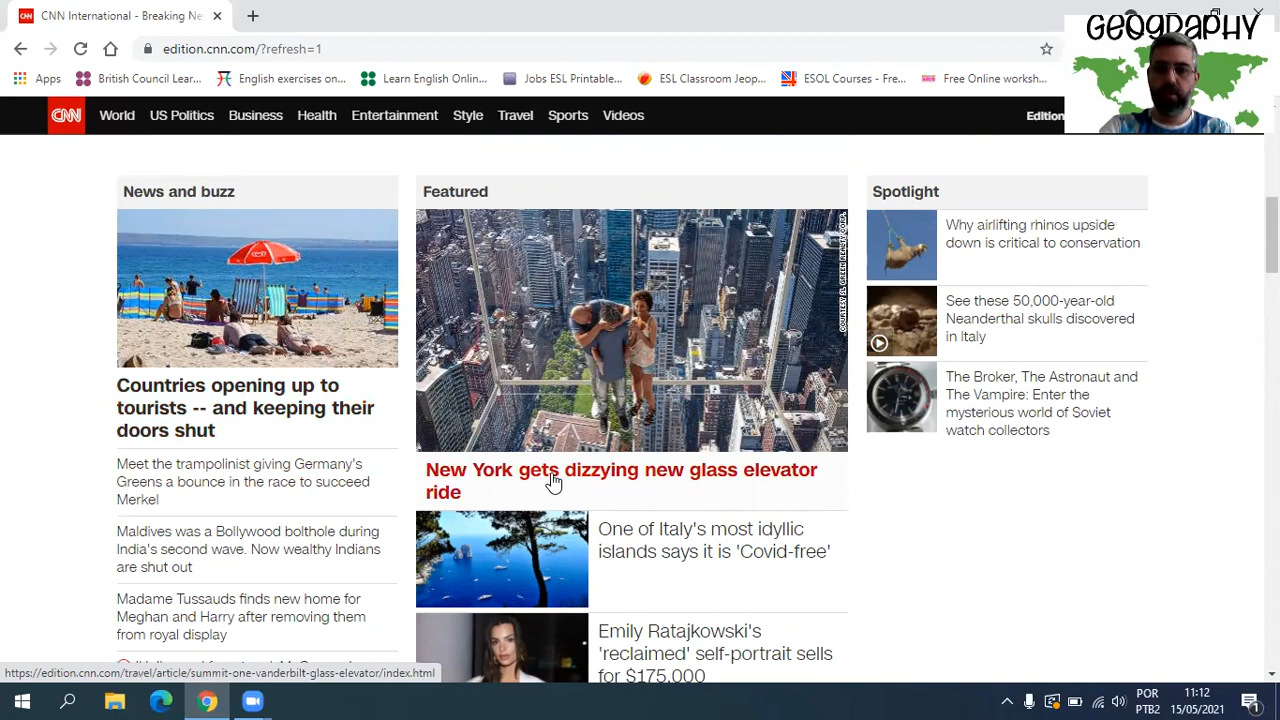 CNN International - Breaking Ne
edition.cnn.com/?refresh=1
Apps
British Council Lear...
English exercises on...
Learn English Onlin...
Jobs ESL Printable...
ESL Classroom Jeop...
ESOL Courses - Fre...
Free Online worksh...
GEOGRAPHY
CNN
World
US Politics
Business
Health
Entertainment
Style
Travel
Sports
Videos
Edition
News and buzz
Countries opening up to
tourists -- and keeping their
doors shut
Meet the trampolinist giving Germany's
Greens a bounce in the race to succeed
Merkel
Maldives was a Bollywood bolthole during
India's second wave. Now wealthy Indians
are shut out
Madame Tussauds finds new home for
Meghan and Harry after removing them
from royal display
Featured
New York gets dizzying new glass elevator
ride
One of Italy's most idyllic
islands says it is 'Covid-free'
Emily Ratajkowski's
'reclaimed' self-portrait sells
for $175,000
Spotlight
Why airlifting rhinos upside
down is critical to conservation
See these 50,000-year-old
Neanderthal skulls discovered
in Italy
The Broker, The Astronaut and
The Vampire: Enter the
mysterious world of Soviet
watch collectors
https://edition.cnn.com/travel/article/summit-one-vanderbilt-glass-elevator/index.html
POR
PTB2
11:12
15/05/2021
1